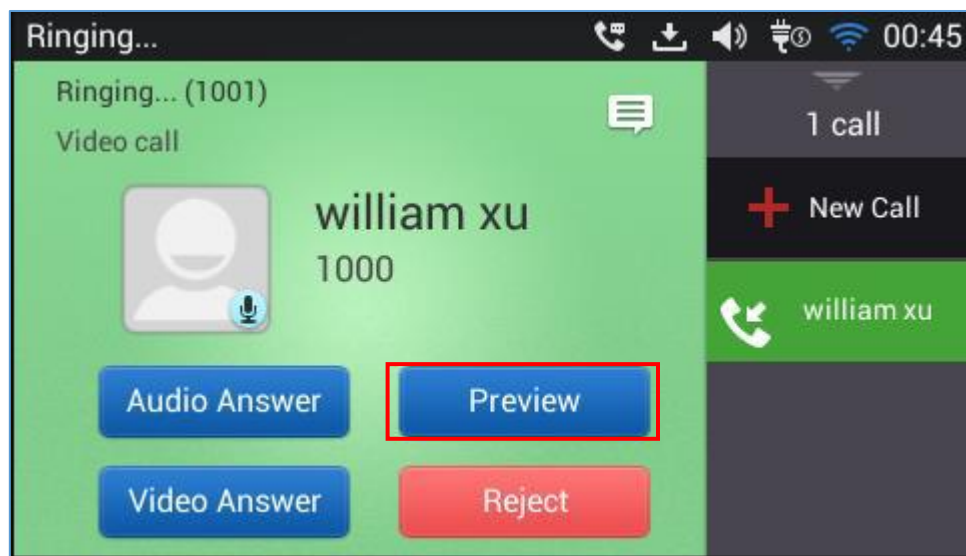 Ringing...
00:45
Ringing... (1001)
Video call
william xu
1000
Audio Answer
Preview
Video Answer
Reject
1 call
New Call
william xu